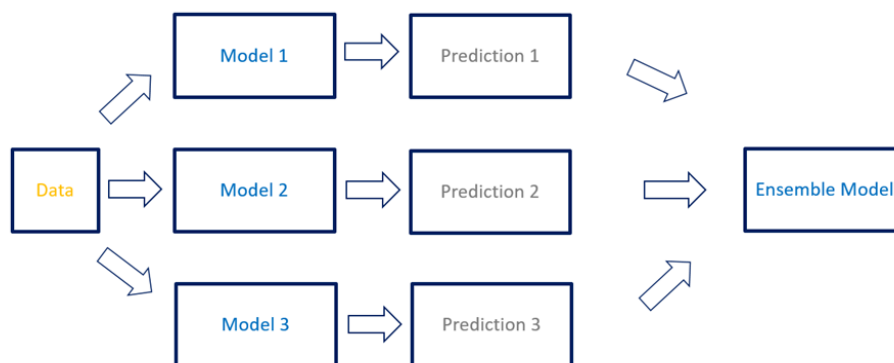 Model 1
Prediction 1
Data
Model 2
Prediction 2
Ensemble Model
Model 3
Prediction 3